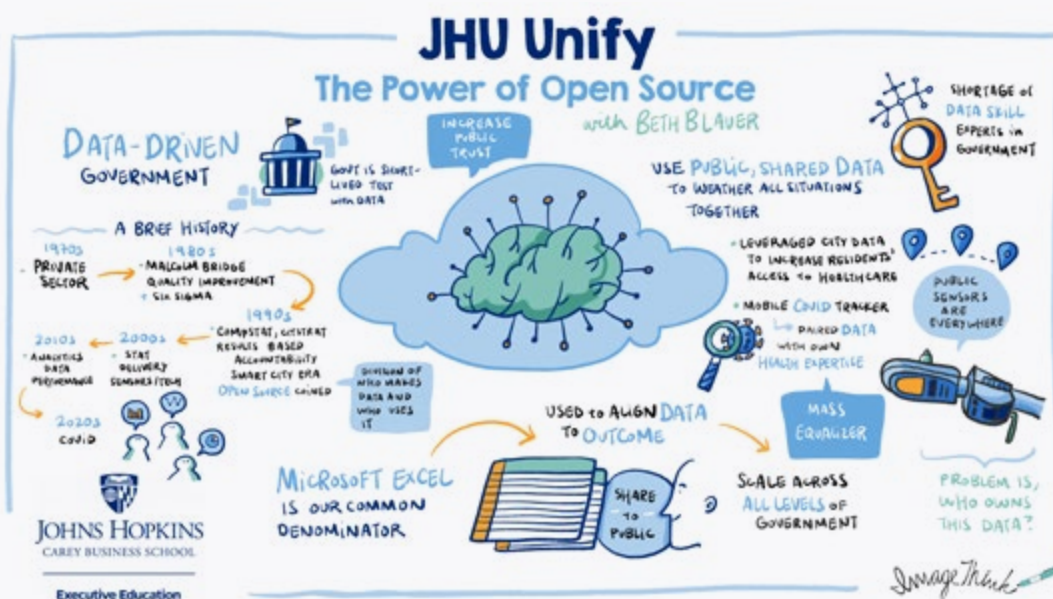 JHU Unify
The Power of Open Source
with BETH BLAUER
DATA-DRIVEN
GOVERNMENT
GOVT IS SHORT-
LIVED TEST
with DATA
INCREASE
PUBLIC
TRUST
USE PUBLIC, SHARED DATA
TO WEATHER ALL SITUATIONS
TOGETHER
SHORTAGE of
DATA SKILL
EXPERTS in
GOVERNMENT
A BRIEF HISTORY
1970s
PRIVATE
SECTOR
1980s
MALCOLM BRIDGE
QUALITY IMPROVEMENT
SIX SIGMA
1990s
COMPSTAT, CITISTAT
RESULTS BASED
ACCOUNTABILITY
SMART CITY ERA
OPEN SOURCE COINED
2000s
STAT
DELIVERY
SENSORS/TECH
2010s
ANALYTICS
DATA
PERFORMANCE
2020s
COVID
DIVISION OF
WHO MAKES
DATA AND
WHO USES
IT
LEVERAGED CITY DATA
TO INCREASE RESIDENTS'
ACCESS to HEALTHCARE
MOBILE COVID TRACKER
PAIRED DATA
WITH OWN
HEALTH EXPERTICE
MASS
EQUALIZER
PUBLIC
SENSORS
ARE
EVERYWHERE
PROBLEM IS,
WHO OWNS
THIS DATA?
MICROSOFT EXCEL
IS OUR COMMON
DENOMINATOR
USED to ALIGN DATA
TO OUTCOME
SHARE
TO
PUBLIC
SCALE ACROSS
ALL LEVELS of
GOVERNMENT
JOHNS HOPKINS
CAREY BUSINESS SCHOOL
Executive Education
ImageThink